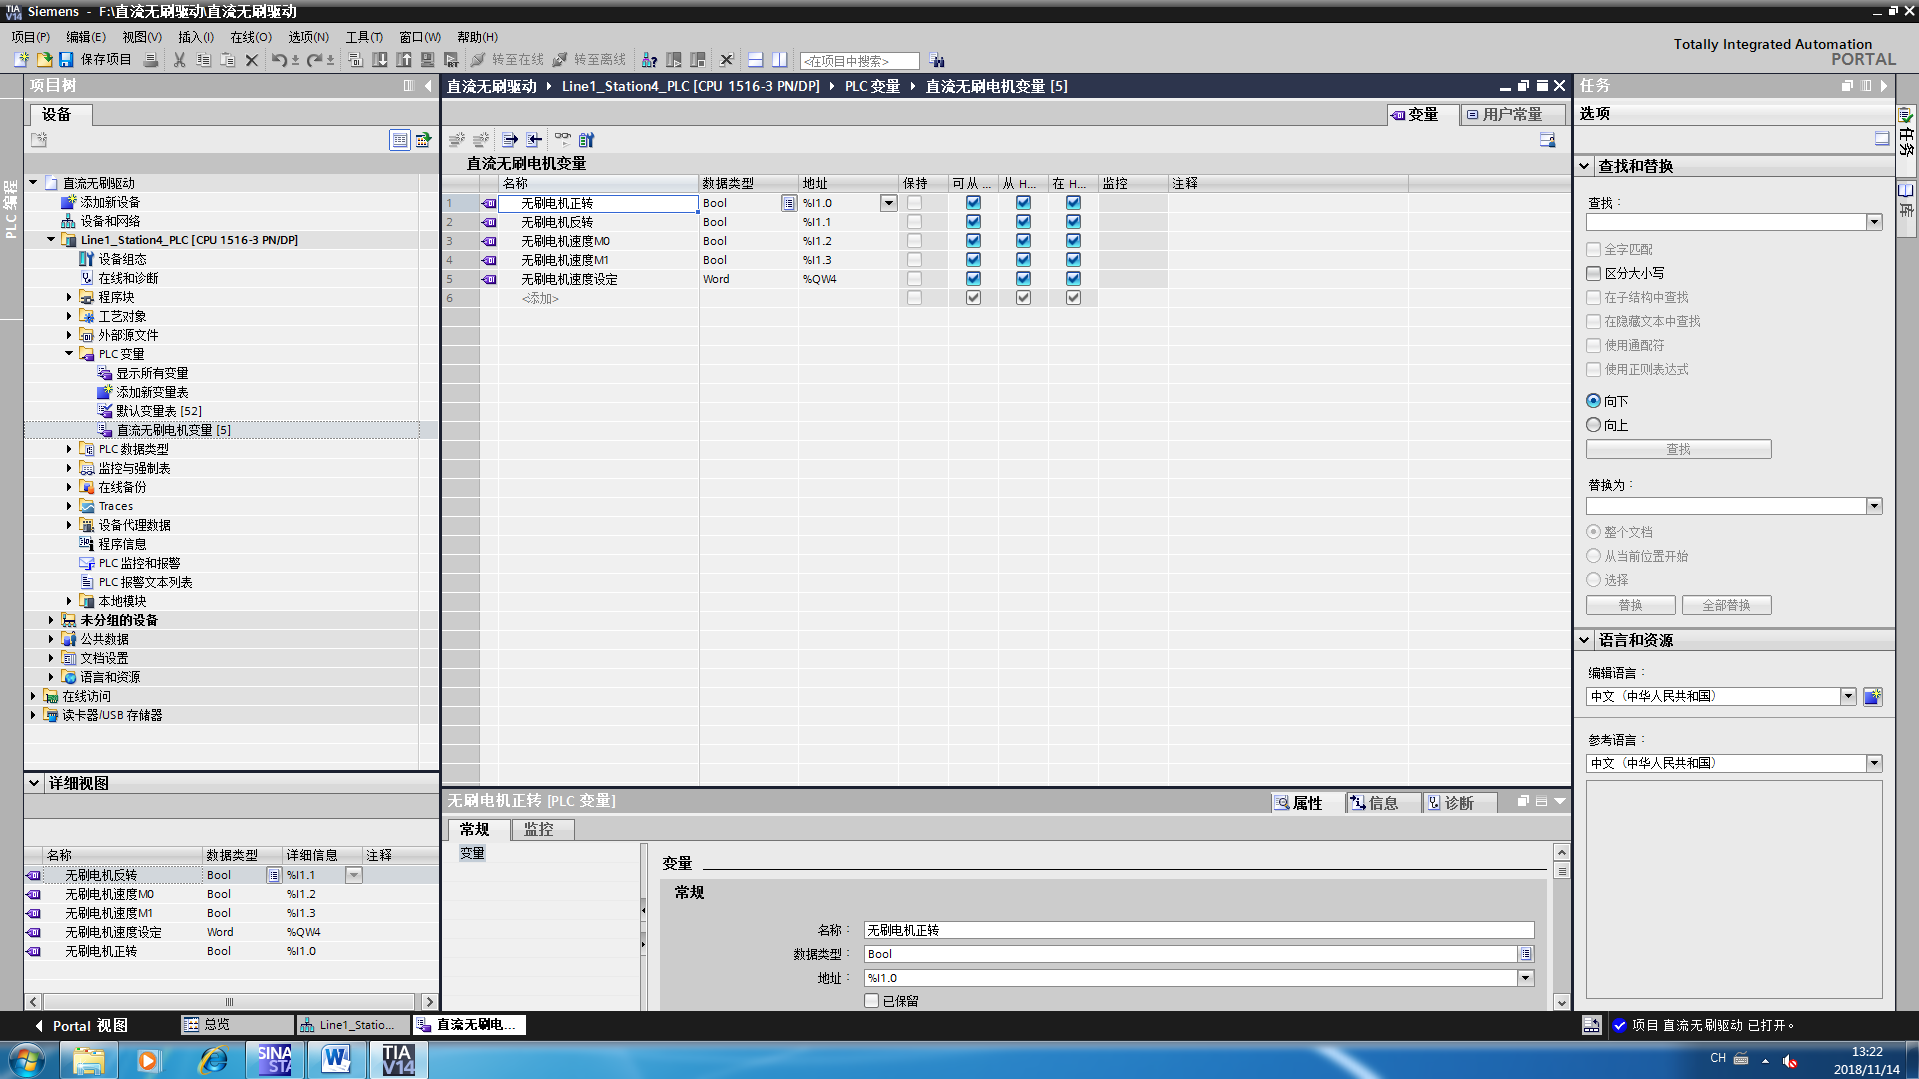 TIA V14 Siemens - F:\直流无刷驱动\直流无刷驱动
项目(P) 编辑(E) 视图(V) 插入(I) 在线(O) 选项(N) 工具(T) 窗口(W) 帮助(H)
保存项目 转至在线 转至离线 <在项目中搜索>
Totally Integrated Automation
PORTAL
PLC 编程
项目树
设备
直流无刷驱动
添加新设备
设备和网络
Line1_Station4_PLC [CPU 1516-3 PN/DP]
设备组态
在线和诊断
程序块
工艺对象
外部源文件
PLC 变量
显示所有变量
添加新变量表
默认变量表 [52]
直流无刷电机变量 [5]
PLC 数据类型
监控与强制表
在线备份
Traces
设备代理数据
程序信息
PLC 监控和报警
PLC 报警文本列表
本地模块
未分组的设备
公共数据
文档设置
语言和资源
在线访问
读卡器/USB 存储器
详细视图
名称 数据类型 详细信息 注释
无刷电机反转 Bool %I1.1
无刷电机速度M0 Bool %I1.2
无刷电机速度M1 Bool %I1.3
无刷电机速度设定 Word %QW4
无刷电机正转 Bool %I1.0
直流无刷驱动 Line1_Station4_PLC [CPU 1516-3 PN/DP] PLC 变量 直流无刷电机变量 [5]
变量 用户常量
直流无刷电机变量
名称 数据类型 地址 保持 可从 ... 从 H... 在 H... 监控 注释
1 无刷电机正转 Bool %I1.0
2 无刷电机反转 Bool %I1.1
3 无刷电机速度M0 Bool %I1.2
4 无刷电机速度M1 Bool %I1.3
5 无刷电机速度设定 Word %QW4
6 <添加>
无刷电机正转 [PLC 变量]
属性 信息 诊断
常规 监控
变量
变量
常规
名称： 无刷电机正转
数据类型： Bool
地址： %I1.0
已保留
任务
选项
查找和替换
查找：
全字匹配
区分大小写
在子结构中查找
在隐藏文本中查找
使用通配符
使用正则表达式
向下
向上
查找
替换为：
整个文档
从当前位置开始
选择
替换 全部替换
语言和资源
编辑语言：
中文（中华人民共和国）
参考语言：
中文（中华人民共和国）
任务
库
Portal 视图 总览 Line1_Statio... 直流无刷电...
项目 直流无刷驱动 已打开。
SINA STA W TIA V14
CH 13:22
2018/11/14